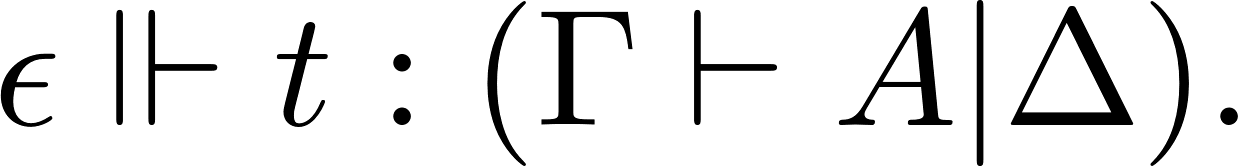 ϵ ⊩ t : (Γ ⊢ A|Δ).